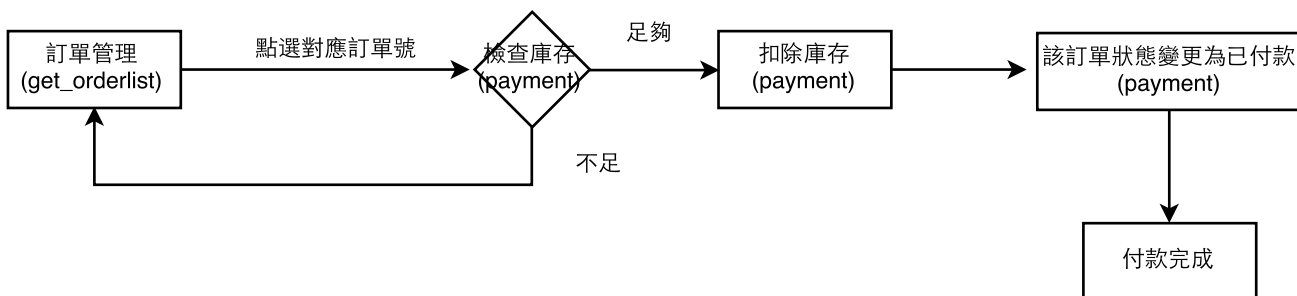 訂單管理
(get_orderlist)
點選對應訂單號
檢查庫存
(payment)
足夠
扣除庫存
(payment)
該訂單狀態變更為已付款
(payment)
不足
付款完成